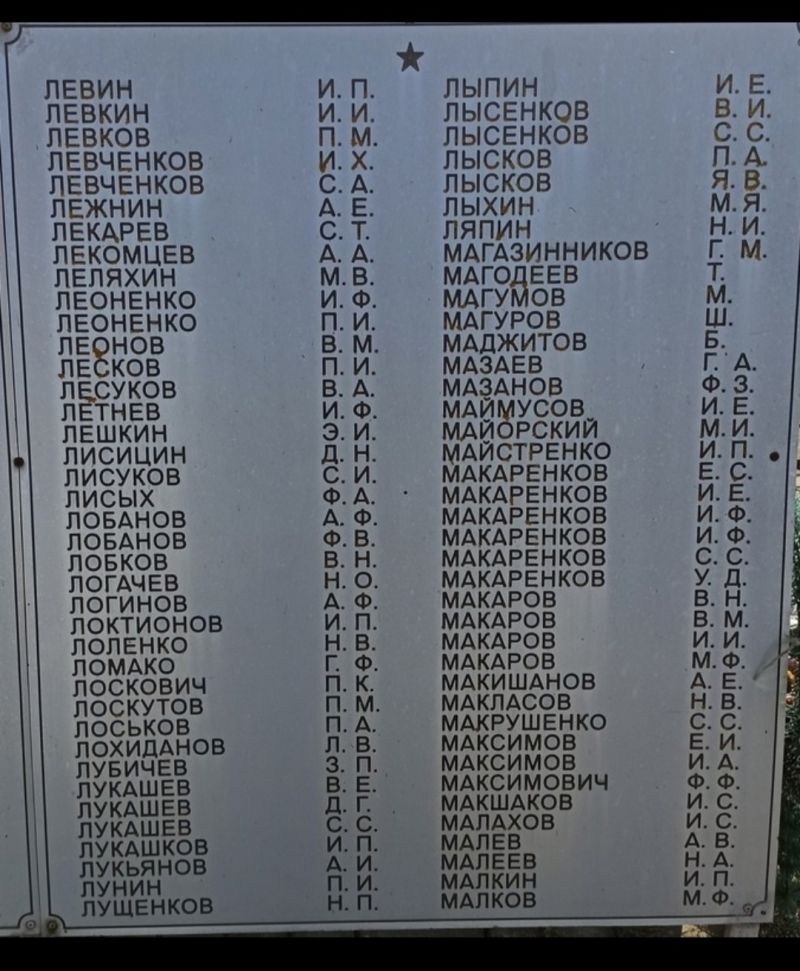 ЛЕВИН И. П.
ЛЕВКИН И. И.
ЛЕВКОВ П. М.
ЛЕВЧЕНКОВ И. Х.
ЛЕВЧЕНКОВ С. А.
ЛЕЖНИН А. Е.
ЛЕКАРЕВ С. Т.
ЛЕКОМЦЕВ А. А.
ЛЕЛЯХИН М. В.
ЛЕОНЕНКО И. Ф.
ЛЕОНЕНКО П. И.
ЛЕОНОВ В. М.
ЛЕСКОВ П. И.
ЛЕСУКОВ В. А.
ЛЕТНЕВ И. Ф.
ЛЕШКИН Э. И.
ЛИСИЦИН Д. Н.
ЛИСУКОВ С. И.
ЛИСЫХ Ф. А.
ЛОБАНОВ А. Ф.
ЛОБАНОВ Ф. В.
ЛОБКОВ В. Н.
ЛОГАЧЕВ Н. О.
ЛОГИНОВ А. Ф.
ЛОКТИОНОВ И. П.
ЛОЛЕНКО Н. В.
ЛОМАКО Г. Ф.
ЛОСКОВИЧ П. К.
ЛОСКУТОВ П. М.
ЛОСЬКОВ П. А.
ЛОХИДАНОВ Л. В.
ЛУБИЧЕВ З. П.
ЛУКАШЕВ В. Е.
ЛУКАШЕВ Д. Г.
ЛУКАШЕВ С. С.
ЛУКАШКОВ И. П.
ЛУКЬЯНОВ А. И.
ЛУНИН П. И.
ЛУЩЕНКОВ Н. П.
ЛЫПИН И. Е.
ЛЫСЕНКОВ В. И.
ЛЫСЕНКОВ С. С.
ЛЫСКОВ П. А.
ЛЫСКОВ Я. В.
ЛЫХИН М. Я.
ЛЯПИН Н. И.
МАГАЗИННИКОВ Г. М.
МАГОДЕЕВ Т.
МАГУМОВ М.
МАГУРОВ Ш.
МАДЖИТОВ Б.
МАЗАЕВ Г. А.
МАЗАНОВ Ф. З.
МАЙМУСОВ И. Е.
МАЙОРСКИЙ М. И.
МАЙСТРЕНКО И. П.
МАКАРЕНКОВ Е. С.
МАКАРЕНКОВ И. Е.
МАКАРЕНКОВ И. Ф.
МАКАРЕНКОВ И. Ф.
МАКАРЕНКОВ С. С.
МАКАРЕНКОВ У. Д.
МАКАРОВ В. Н.
МАКАРОВ В. М.
МАКАРОВ И. И.
МАКАРОВ М. Ф.
МАКИШАНОВ А. Е.
МАКЛАСОВ Н. В.
МАКРУШЕНКО С. С.
МАКСИМОВ Е. И.
МАКСИМОВ И. А.
МАКСИМОВИЧ Ф. Ф.
МАКШАКОВ И. С.
МАЛАХОВ И. С.
МАЛЕВ А. В.
МАЛЕЕВ Н. А.
МАЛКИН И. П.
МАЛКОВ М. Ф.